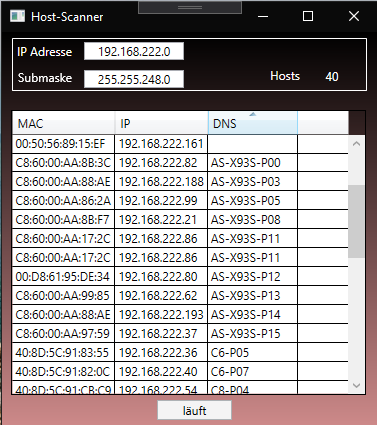 Host-Scanner
IP Adresse 192.168.222.0
Submaske 255.255.248.0 Hosts 40
MAC IP DNS
00:50:56:89:15:EF 192.168.222.161
C8:60:00:AA:8B:3C 192.168.222.82 AS-X93S-P00
C8:60:00:AA:88:AE 192.168.222.188 AS-X93S-P03
C8:60:00:AA:86:2A 192.168.222.99 AS-X93S-P05
C8:60:00:AA:8B:F7 192.168.222.21 AS-X93S-P08
C8:60:00:AA:17:2C 192.168.222.86 AS-X93S-P11
C8:60:00:AA:17:2C 192.168.222.86 AS-X93S-P11
00:D8:61:95:DE:34 192.168.222.80 AS-X93S-P12
C8:60:00:AA:99:85 192.168.222.62 AS-X93S-P13
C8:60:00:AA:88:AE 192.168.222.193 AS-X93S-P14
C8:60:00:AA:97:59 192.168.222.37 AS-X93S-P15
40:8D:5C:91:83:55 192.168.222.36 C6-P05
40:8D:5C:91:82:0C 192.168.222.40 C6-P07
40:8D:5C:91:CB:C9 192.168.222.54 C8-P04
läuft